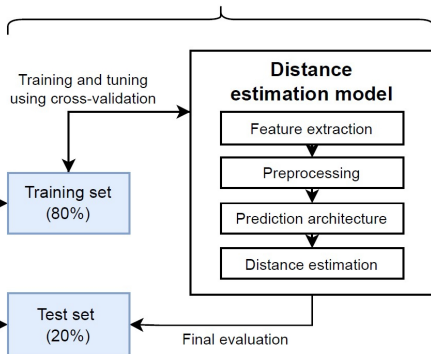 Training and tuning
using cross-validation
Distance
estimation model
Feature extraction
Preprocessing
Prediction architecture
Distance estimation
Training set
(80%)
Test set
(20%)
Final evaluation